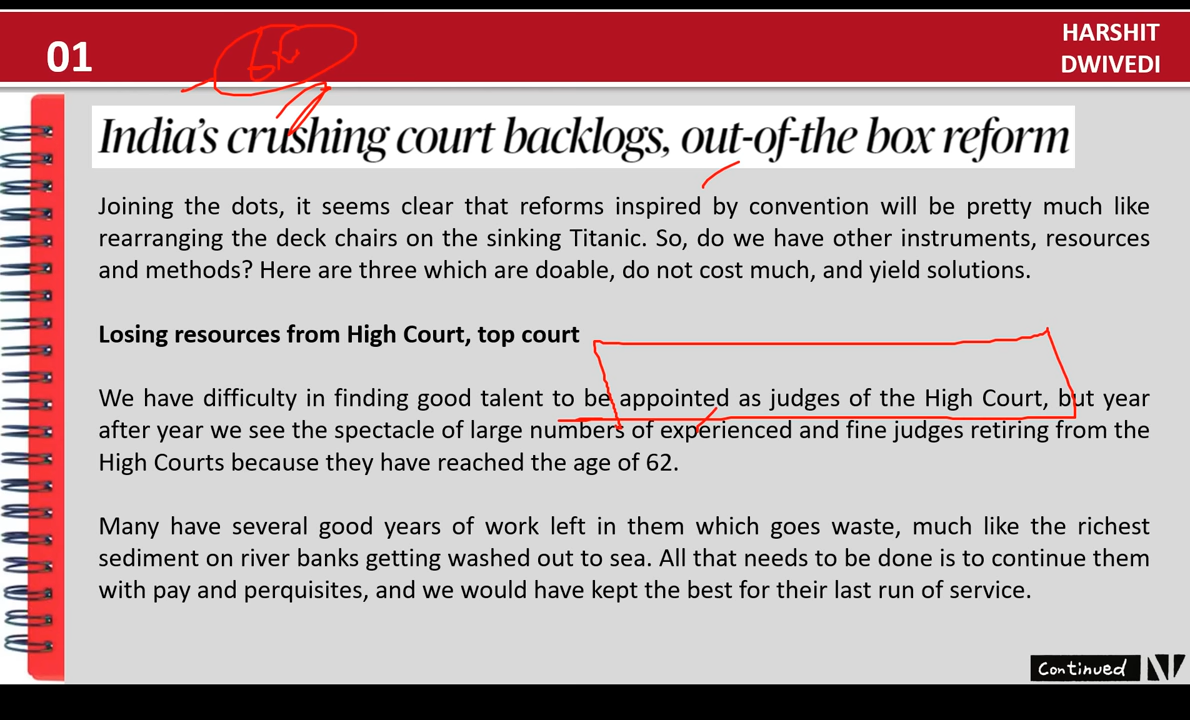 01
HARSHIT
DWIVEDI
India's crushing court backlogs, out-of-the box reform
Joining the dots, it seems clear that reforms inspired by convention will be pretty much like
rearranging the deck chairs on the sinking Titanic. So, do we have other instruments, resources
and methods? Here are three which are doable, do not cost much, and yield solutions.
Losing resources from High Court, top court
We have difficulty in finding good talent to be appointed as judges of the High Court, but year
after year we see the spectacle of large numbers of experienced and fine judges retiring from the
High Courts because they have reached the age of 62.
Many have several good years of work left in them which goes waste, much like the richest
sediment on river banks getting washed out to sea. All that needs to be done is to continue them
with pay and perquisites, and we would have kept the best for their last run of service.
Continued